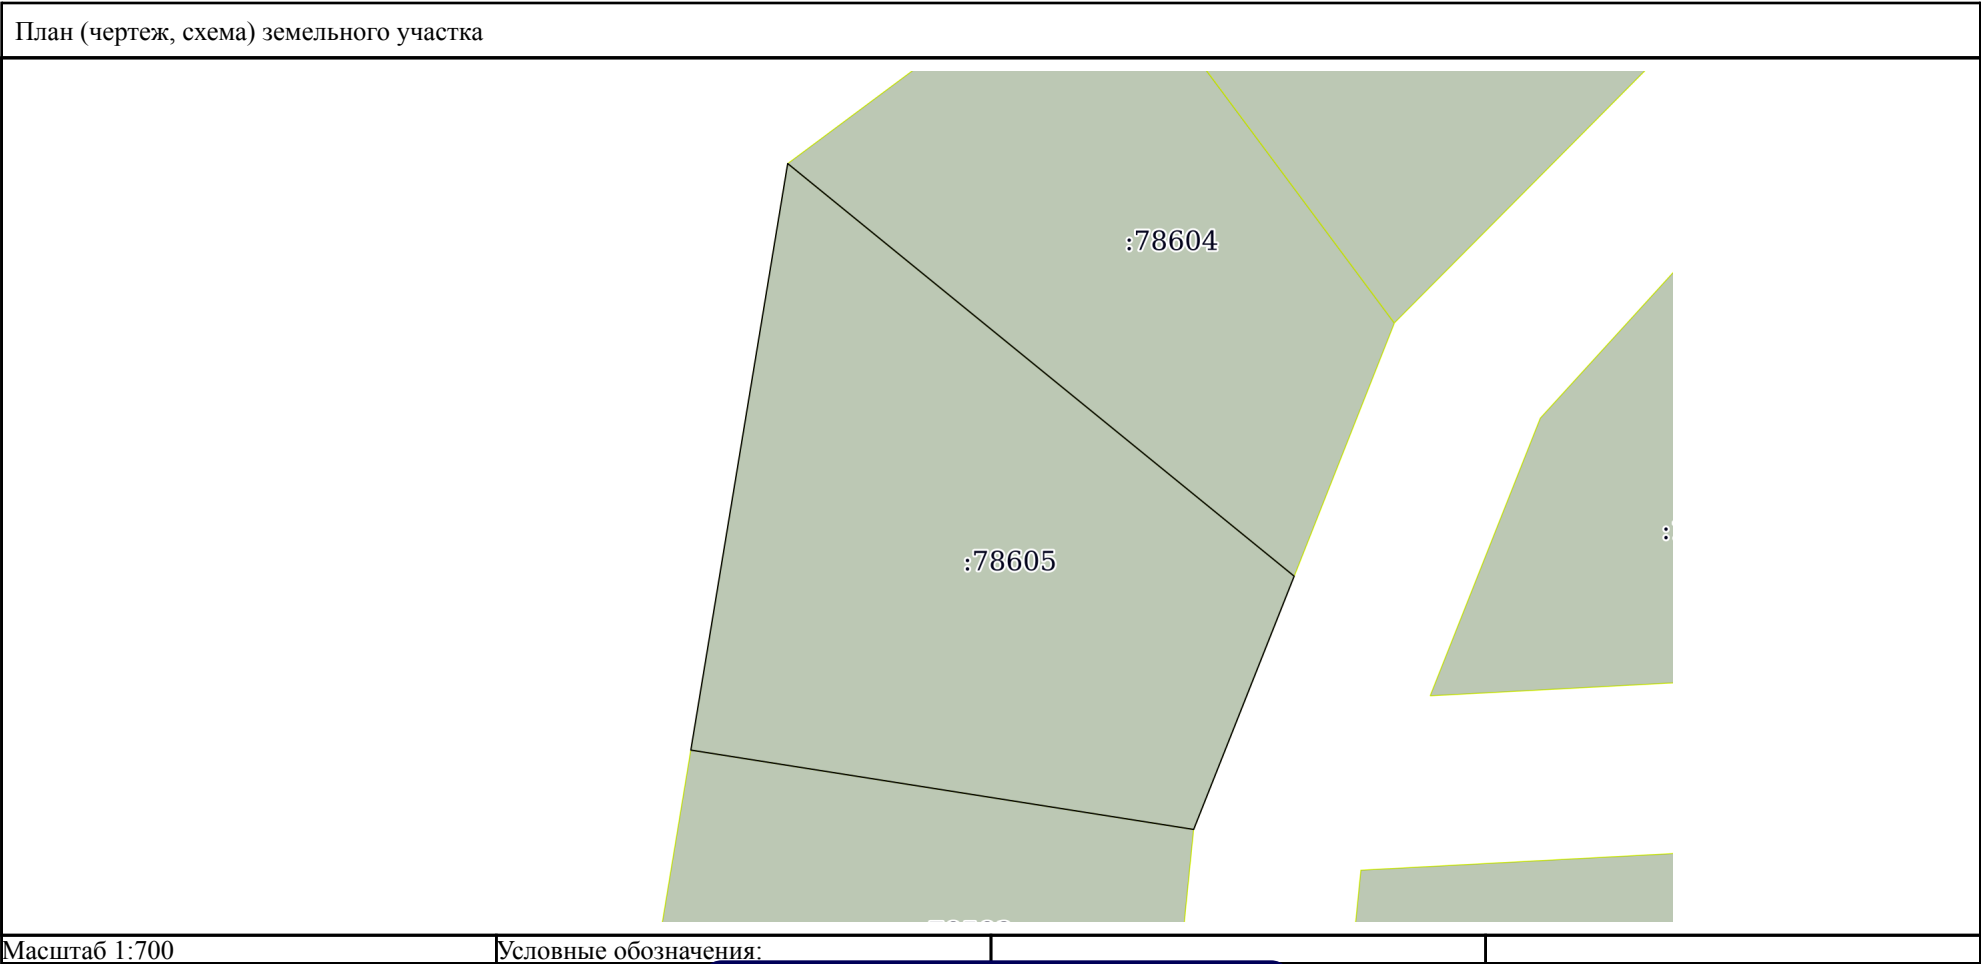 План (чертеж, схема) земельного участка
:78604
:78605
Масштаб 1:700
Условные обозначения: